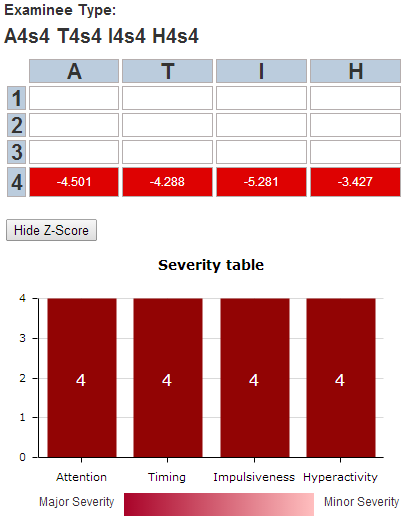 Examinee Type:
A4s4 T4s4 I4s4 H4s4
A T I H
1
2
3
4 -4.501 -4.288 -5.281 -3.427
Hide Z-Score
Severity table
4
3
2
1
0
4 4 4 4
Attention Timing Impulsiveness Hyperactivity
Major Severity Minor Severity